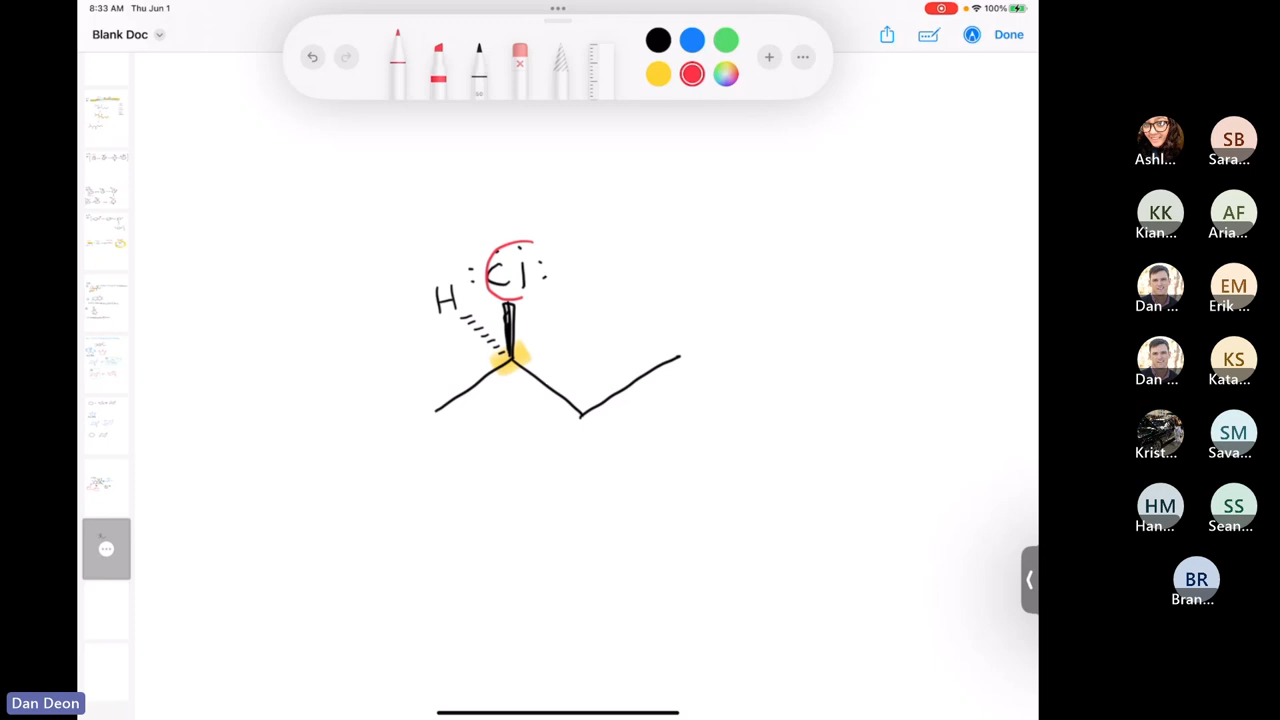 8:33 AM Thu Jun 1
100%
Blank Doc
Done
H
:Cl:
Ashl...
SB
Sara...
KK
Kian...
AF
Aria...
Dan ...
EM
Erik ...
Dan ...
KS
Kata...
Krist...
SM
Sava...
HM
Han...
SS
Sean...
BR
Bran...
Dan Deon